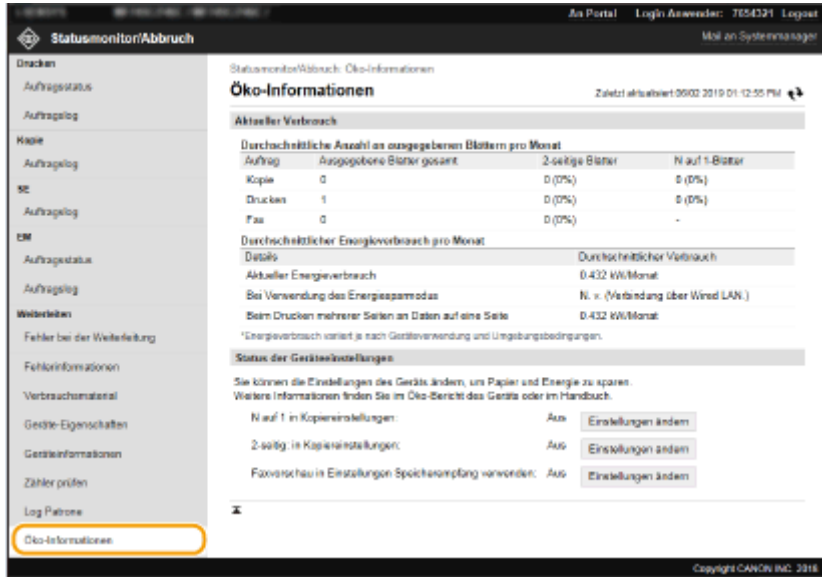 An Portal Login Anwender: 7654321 Logout
Statusmonitor/Abbruch
Mail an Systemmanager
Drucken
Auftragsstatus
Auftragslog
Kopie
Auftragslog
SE
Auftragslog
EM
Auftragsstatus
Auftragslog
Weiterleiten
Fehler bei der Weiterleitung
Fehlerinformationen
Verbrauchsmaterial
Geräte-Eigenschaften
Geräteinformationen
Zähler prüfen
Log Patrone
Öko-Informationen
Statusmonitor/Abbruch: Öko-Informationen
Öko-Informationen
Zuletzt aktualisiert: 06/02 2019 01:12:55 PM
Aktueller Verbrauch
Durchschnittliche Anzahl an ausgegebenen Blättern pro Monat
Auftrag Ausgegebene Blätter gesamt 2-seitige Blätter N auf 1-Blätter
Kopie 0 0 (0%) 0 (0%)
Drucken 1 0 (0%) 0 (0%)
Fax 0 0 (0%) -
Durchschnittlicher Energieverbrauch pro Monat
Details Durchschnittlicher Verbrauch
Aktueller Energieverbrauch 0.432 kW/Monat
Bei Verwendung des Energiesparmodus N. v. (Verbindung über Wired LAN.)
Beim Drucken mehrerer Seiten an Daten auf eine Seite 0.432 kW/Monat
*Energieverbrauch variiert je nach Geräteverwendung und Umgebungsbedingungen.
Status der Geräteeinstellungen
Sie können die Einstellungen des Geräts ändern, um Papier und Energie zu sparen.
Weitere Informationen finden Sie im Öko-Bericht des Geräts oder im Handbuch.
N auf 1 in Kopiereinstellungen: Aus Einstellungen ändern
2-seitig: in Kopiereinstellungen: Aus Einstellungen ändern
Faxvorschau in Einstellungen Speicherempfang verwenden: Aus Einstellungen ändern
Copyright CANON INC. 2016